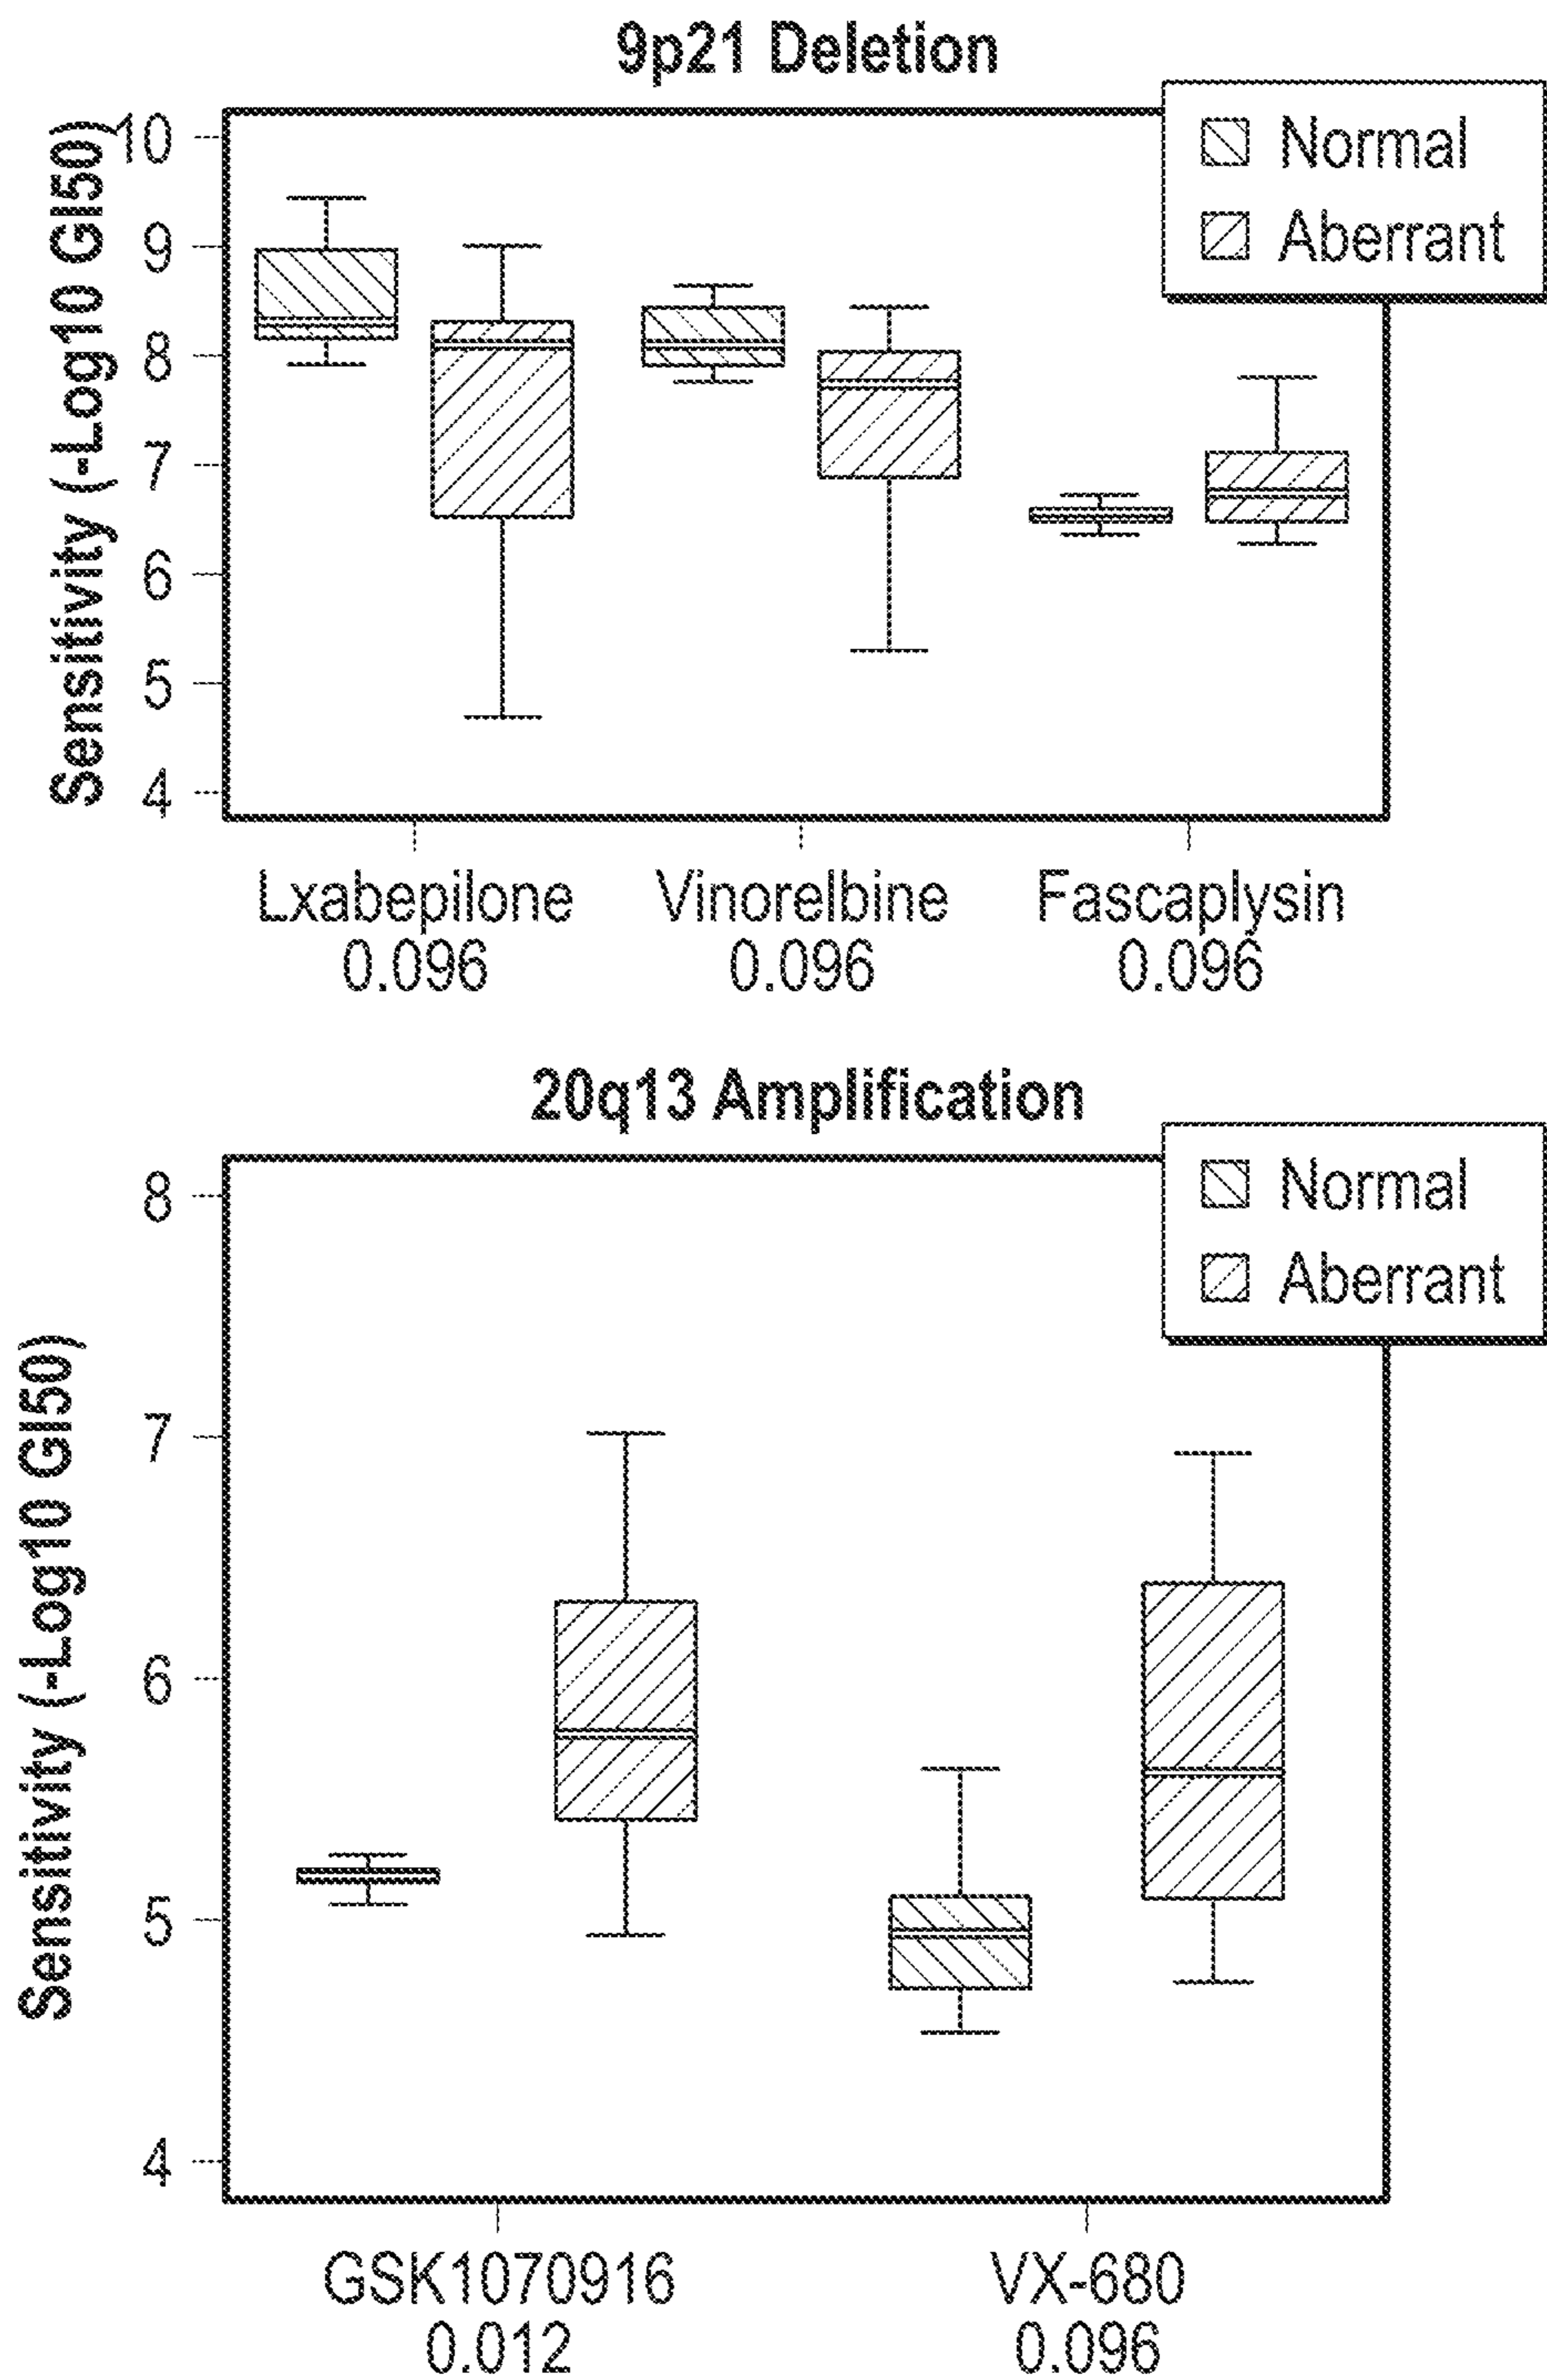 9p21 Deletion
Normal
Aberrant
Sensitivity (-Log10 GI50)
10
9
8
7
6
5
4
Lxabepilone
Vinorelbine
Fascaplysin
0.096
0.096
0.096
20q13 Amplification
Normal
Aberrant
Sensitivity (-Log10 GI50)
8
7
6
5
4
GSK1070916
VX-680
0.012
0.096